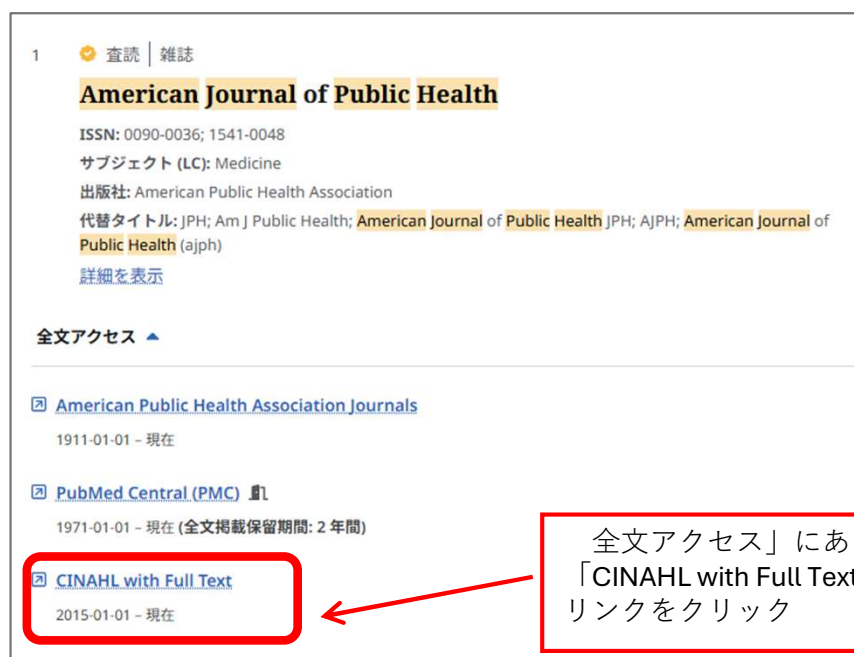 1 査読 | 雑誌
American Journal of Public Health
ISSN: 0090-0036; 1541-0048
サブジェクト (LC): Medicine
出版社: American Public Health Association
代替タイトル: JPH; Am J Public Health; American Journal of Public Health JPH; AJPH; American Journal of
Public Health (ajph)
詳細を表示
全文アクセス
American Public Health Association Journals
1911-01-01 – 現在
PubMed Central (PMC)
1971-01-01 – 現在 (全文掲載保留期間: 2 年間)
CINAHL with Full Text
2015-01-01 – 現在
全文アクセス」にあ
「CINAHL with Full Text
リンクをクリック